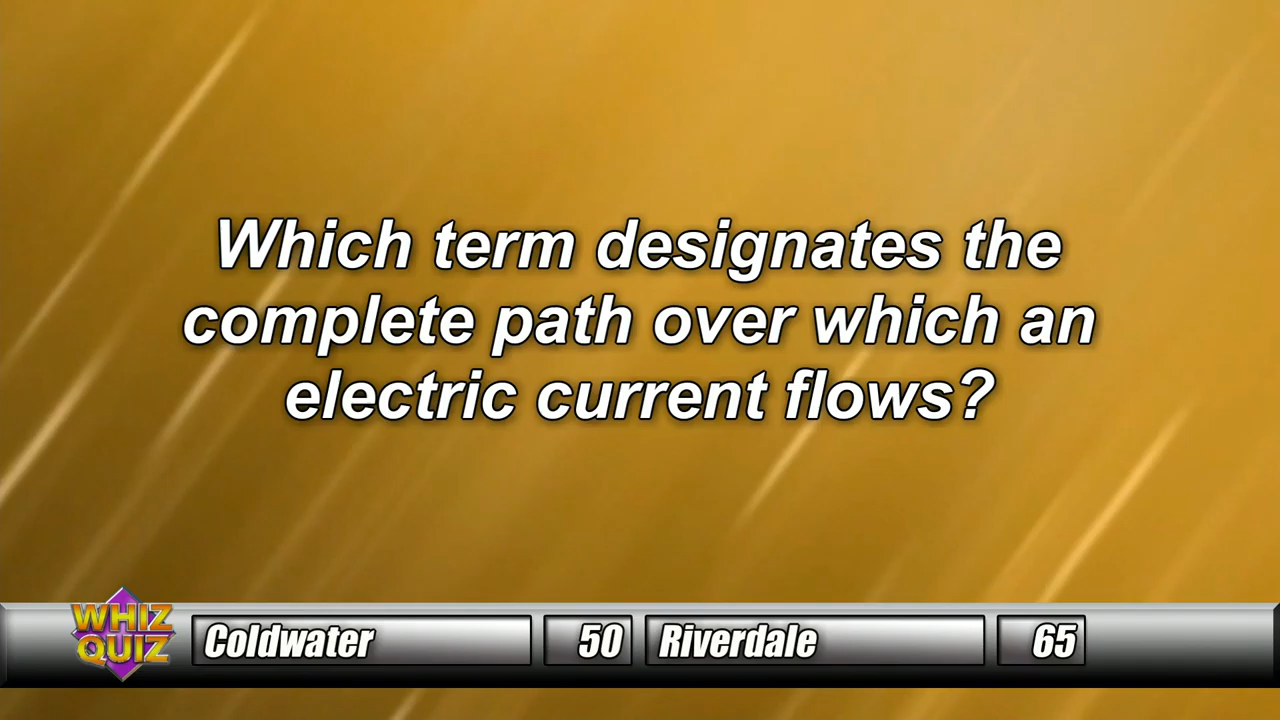 Which term designates the
complete path over which an
electric current flows?
WHIZ
QUIZ
Coldwater 50 Riverdale 65